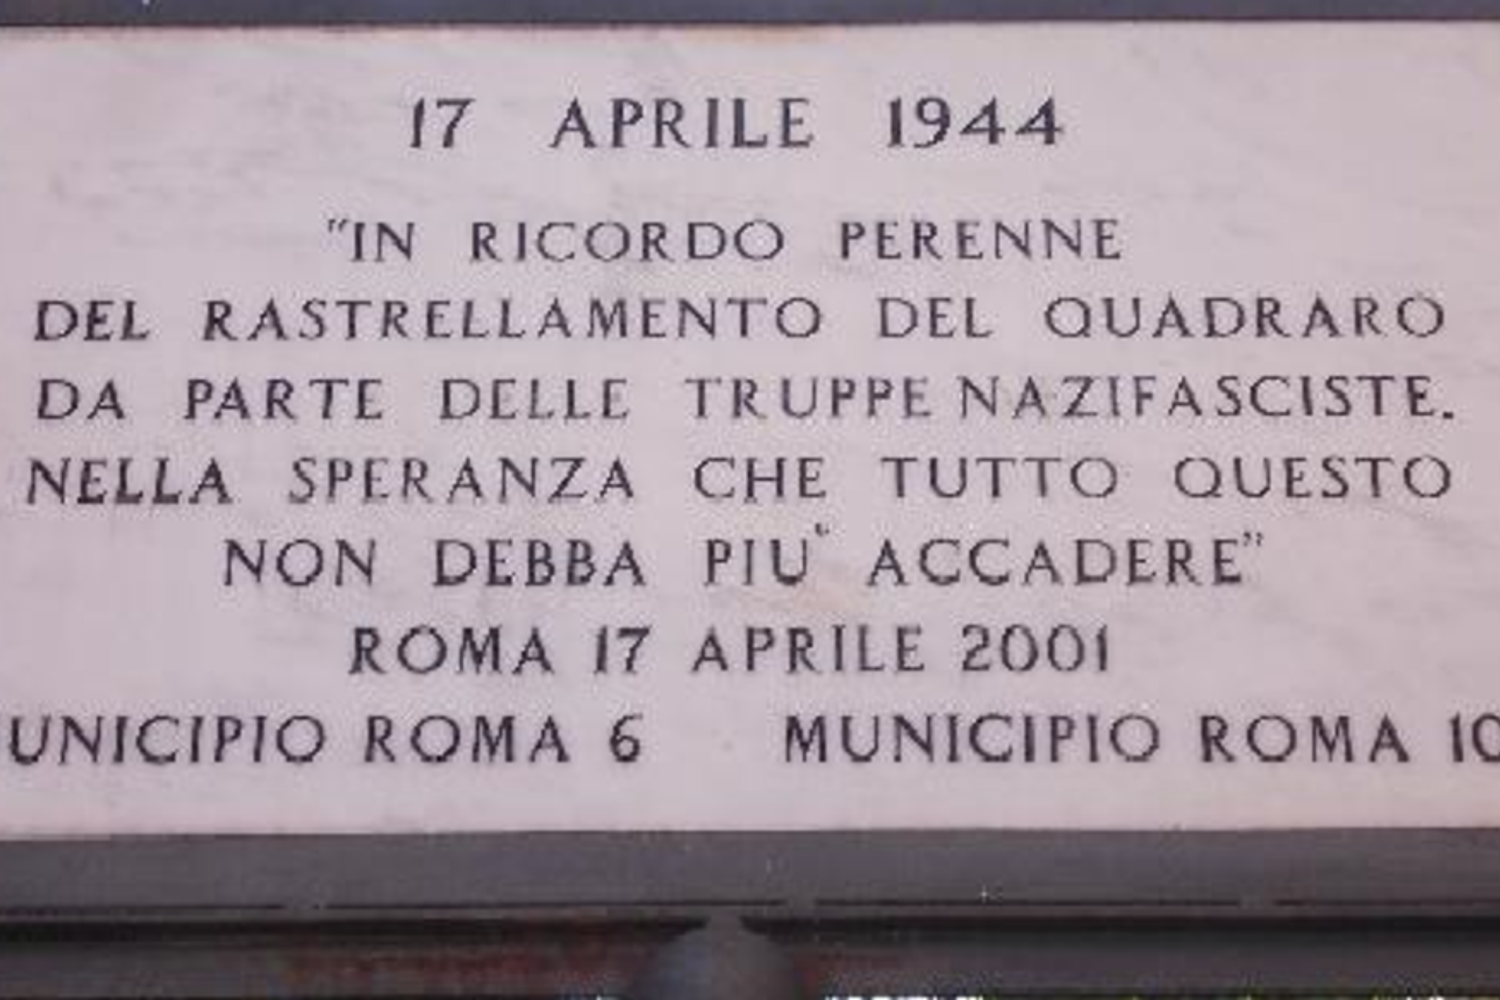 17 APRILE 1944
"IN RICORDO PERENNE
DEL RASTRELLAMENTO DEL QUADRARO
DA PARTE DELLE TRUPPE NAZIFASCISTE.
NELLA SPERANZA CHE TUTTO QUESTO
NON DEBBA PIU' ACCADERE"
ROMA 17 APRILE 2001
UNICIPIO ROMA 6 MUNICIPIO ROMA 10